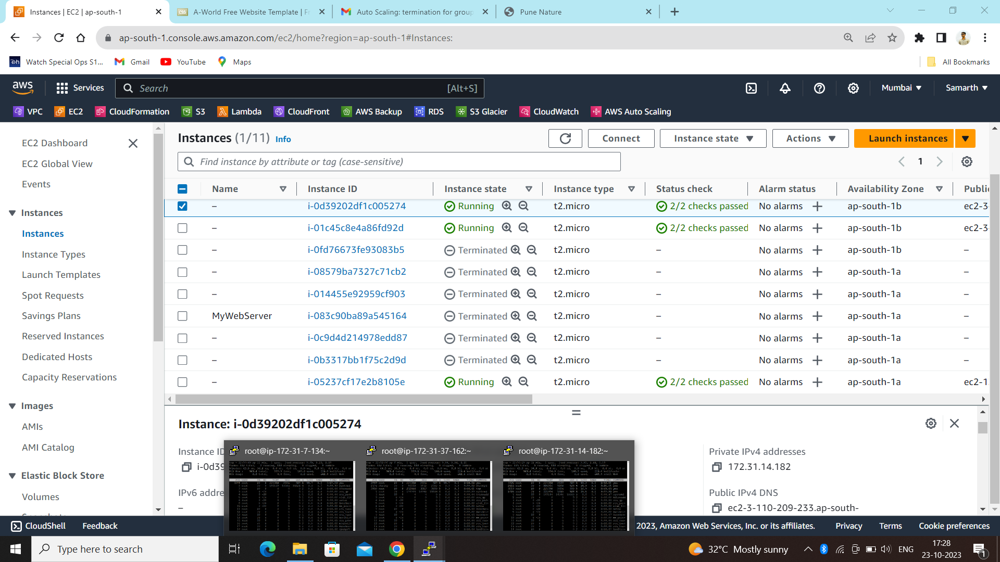 Instances | EC2 | ap-south-1
A-World Free Website Template | Fr
Auto Scaling: termination for group
Pune Nature
ap-south-1.console.aws.amazon.com/ec2/home?region=ap-south-1#Instances:
Watch Special Ops S1...
Gmail
YouTube
Maps
All Bookmarks
aws
Services
Search
[Alt+S]
Mumbai
Samarth
VPC
EC2
CloudFormation
S3
Lambda
CloudFront
AWS Backup
RDS
S3 Glacier
CloudWatch
AWS Auto Scaling
EC2 Dashboard
EC2 Global View
Events
Instances
Instances
Instance Types
Launch Templates
Spot Requests
Savings Plans
Reserved Instances
Dedicated Hosts
Capacity Reservations
Images
AMIs
AMI Catalog
Elastic Block Store
Volumes
Instances (1/11) Info
Connect
Instance state
Actions
Launch instances
Find instance by attribute or tag (case-sensitive)
1
Name Instance ID Instance state Instance type Status check Alarm status Availability Zone Public
– i-0d39202df1c005274 Running t2.micro 2/2 checks passed No alarms ap-south-1b ec2-3-
– i-01c45c8e4a86fd92d Running t2.micro 2/2 checks passed No alarms ap-south-1b ec2-3-
– i-0fd76673fe93083b5 Terminated t2.micro – No alarms ap-south-1b –
– i-08579ba7327c71cb2 Terminated t2.micro – No alarms ap-south-1a –
– i-014455e92959cf903 Terminated t2.micro – No alarms ap-south-1a –
MyWebServer i-083c90ba89a545164 Terminated t2.micro – No alarms ap-south-1a –
– i-0c9d4d214978edd87 Terminated t2.micro – No alarms ap-south-1a –
– i-0b3317bb1f75c2d9d Terminated t2.micro – No alarms ap-south-1a –
– i-05237cf17e2b8105e Running t2.micro 2/2 checks passed No alarms ap-south-1a ec2-1
Instance: i-0d39202df1c005274
Instance ID
i-0d39
IPv6 addre
–
Private IPv4 addresses
172.31.14.182
Public IPv4 DNS
ec2-3-110-209-233.ap-south-
root@ip-172-31-7-134:~
root@ip-172-31-37-162:~
root@ip-172-31-14-182:~
CloudShell
Feedback
2023, Amazon Web Services, Inc. or its affiliates.
Privacy
Terms
Cookie preferences
Type here to search
32°C Mostly sunny
ENG
17:28
23-10-2023
1